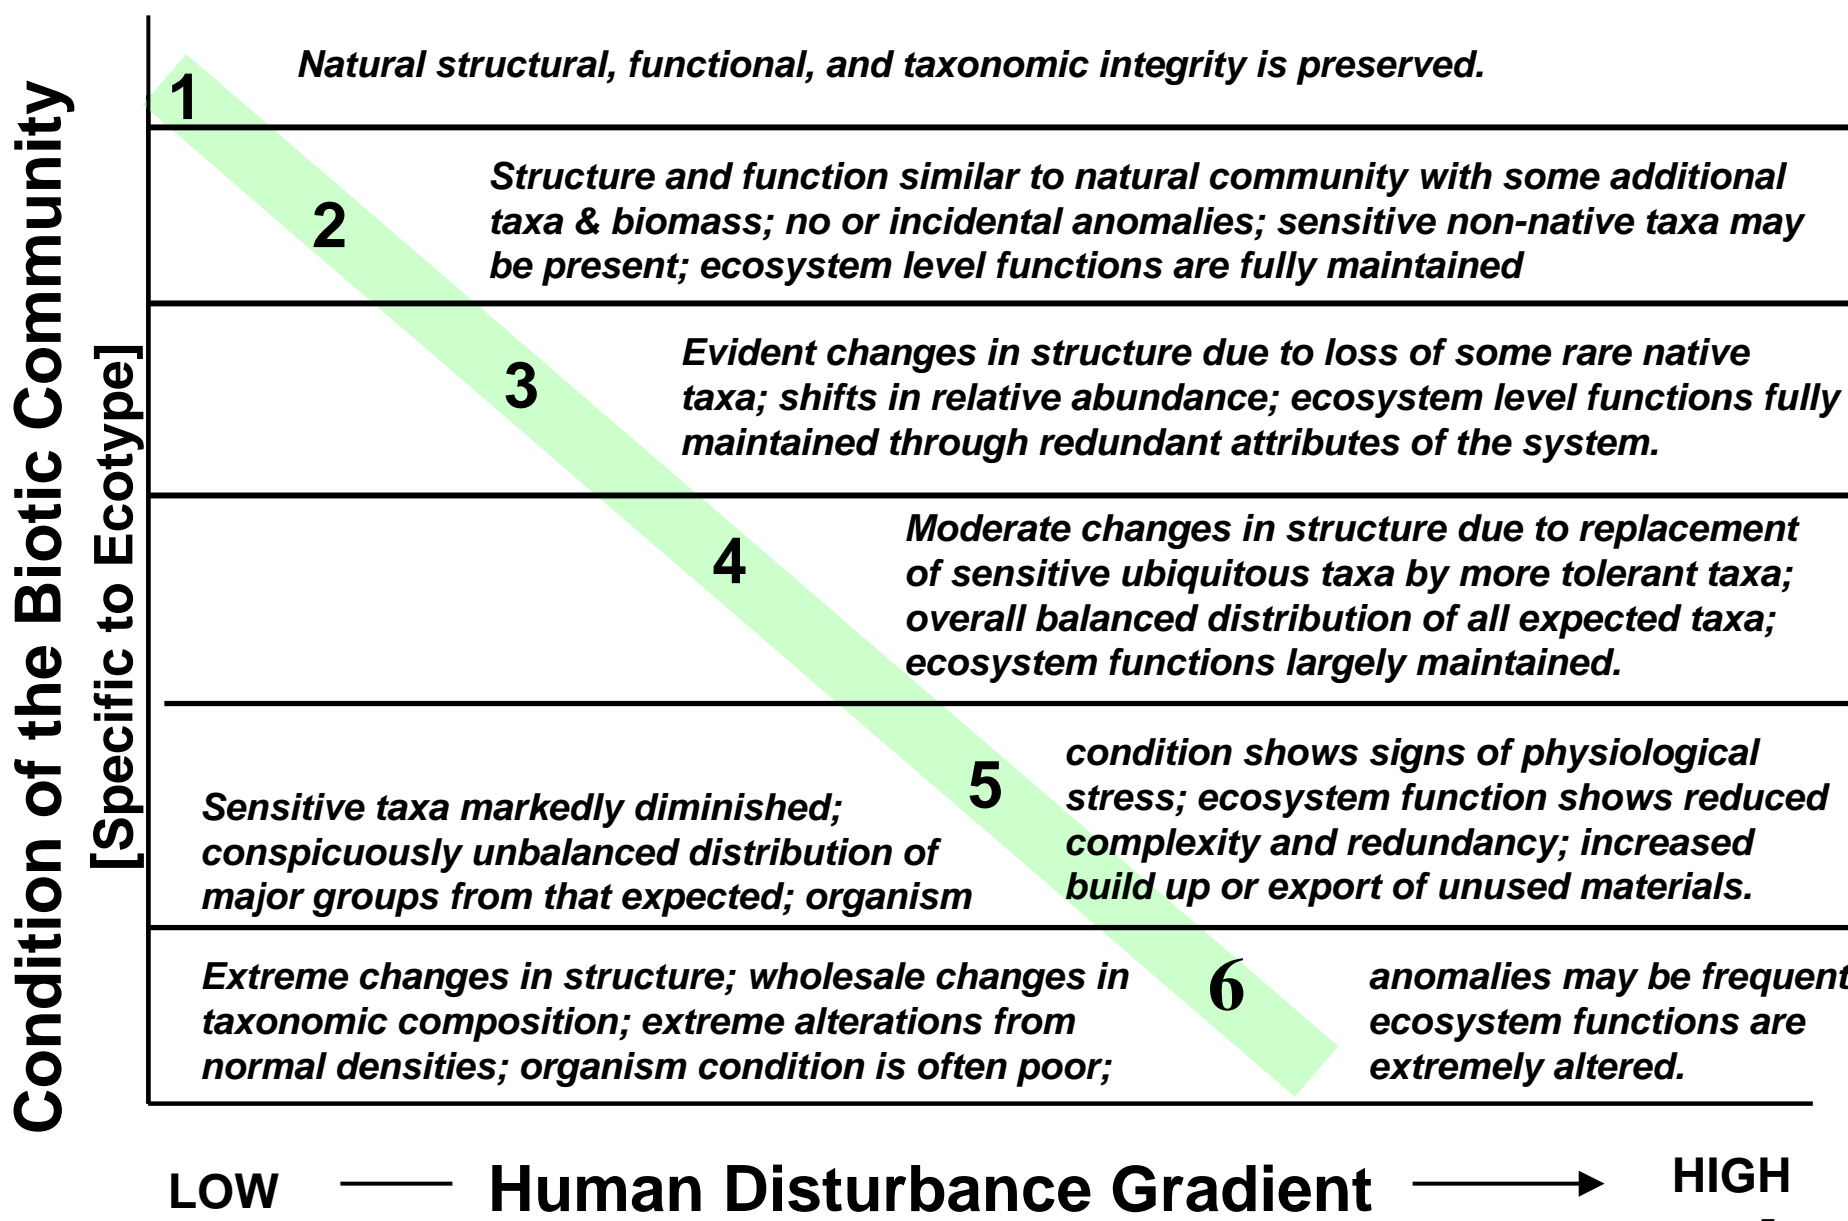 Condition of the Biotic Community
[Specific to Ecotype]
1
Natural structural, functional, and taxonomic integrity is preserved.
2
Structure and function similar to natural community with some additional
taxa & biomass; no or incidental anomalies; sensitive non-native taxa may
be present; ecosystem level functions are fully maintained
3
Evident changes in structure due to loss of some rare native
taxa; shifts in relative abundance; ecosystem level functions fully
maintained through redundant attributes of the system.
4
Moderate changes in structure due to replacement
of sensitive ubiquitous taxa by more tolerant taxa;
overall balanced distribution of all expected taxa;
ecosystem functions largely maintained.
5
Sensitive taxa markedly diminished;
conspicuously unbalanced distribution of
major groups from that expected; organism
condition shows signs of physiological
stress; ecosystem function shows reduced
complexity and redundancy; increased
build up or export of unused materials.
6
Extreme changes in structure; wholesale changes in
taxonomic composition; extreme alterations from
normal densities; organism condition is often poor;
anomalies may be frequent
ecosystem functions are
extremely altered.
LOW
Human Disturbance Gradient
HIGH